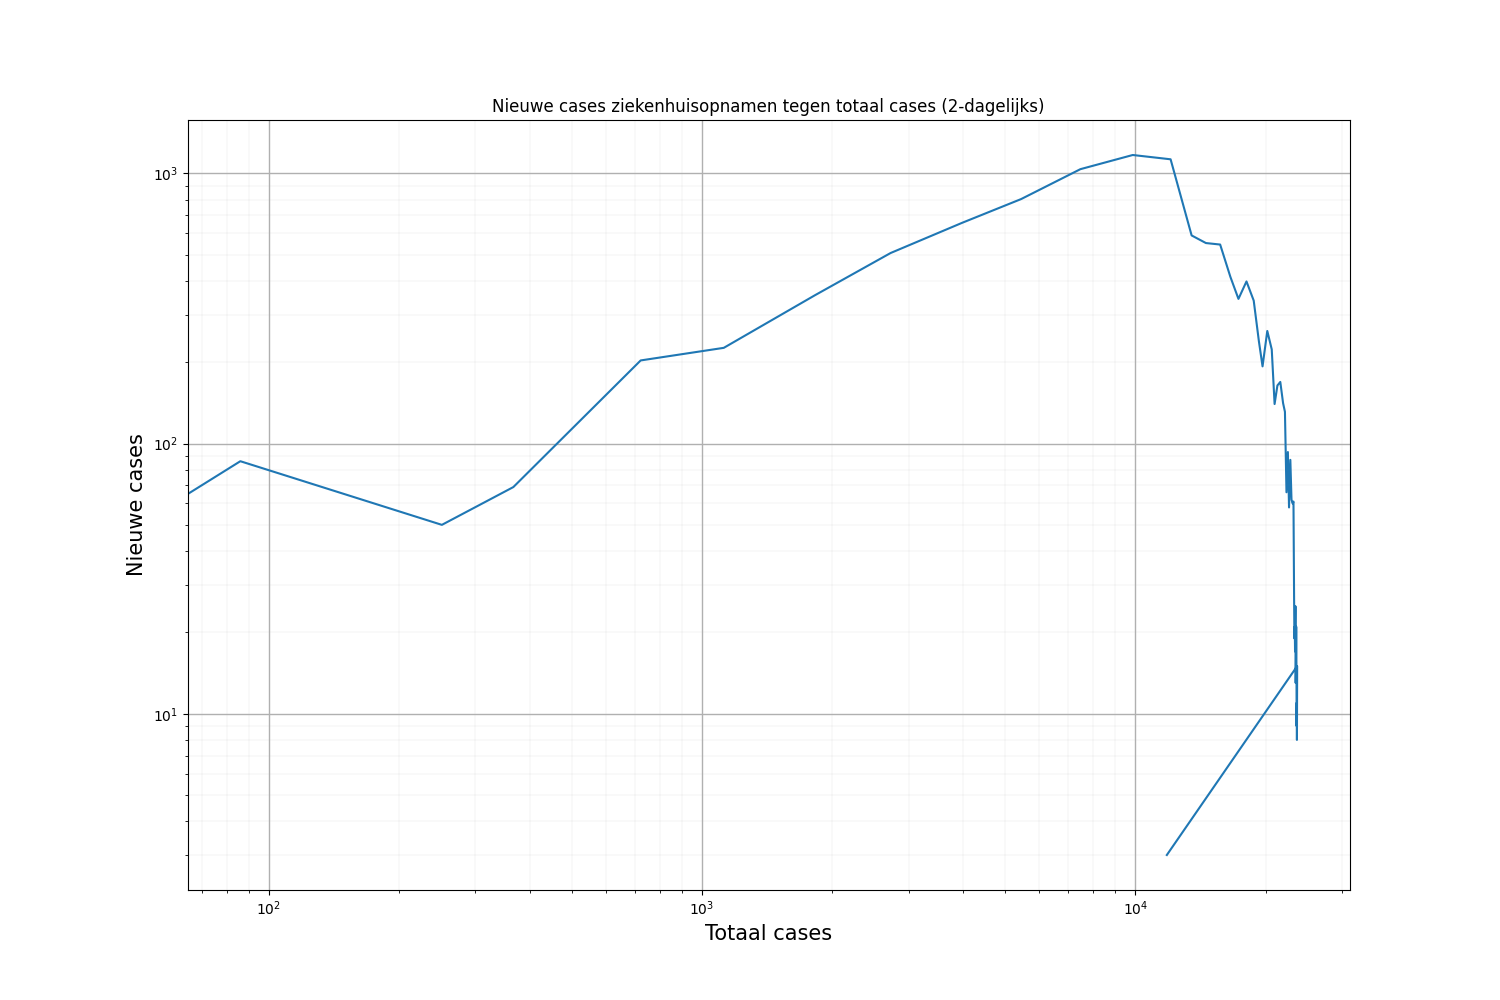 Nieuwe cases ziekenhuisopnamen tegen totaal cases (2-dagelijks)
10³
10²
10¹
Nieuwe cases
10² 10³ 10⁴
Totaal cases